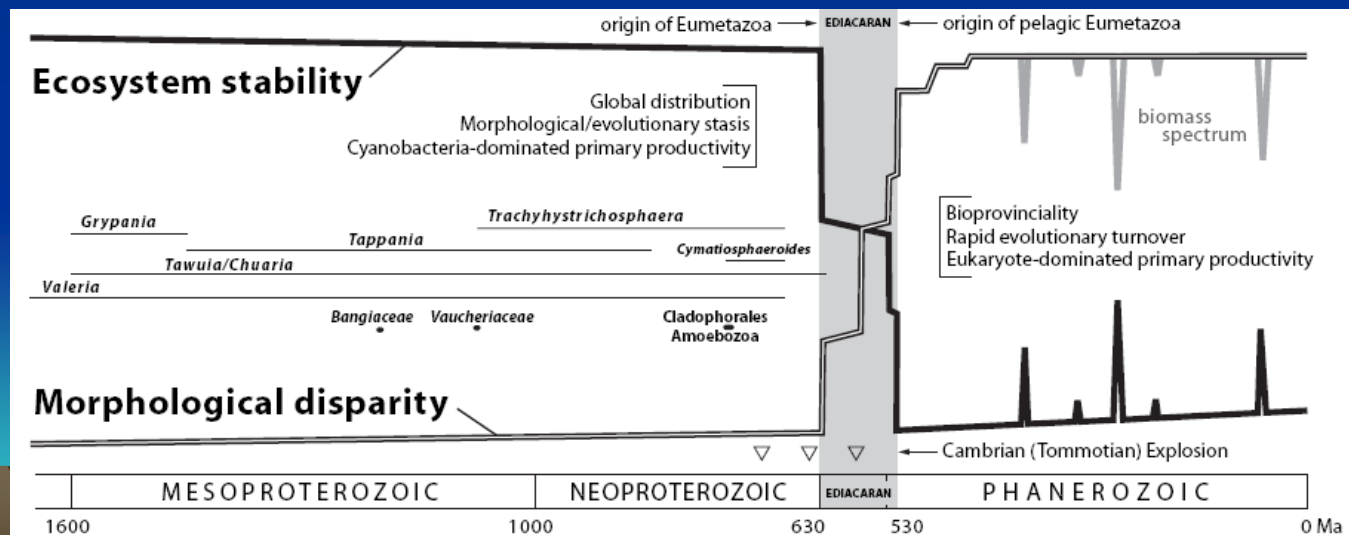 origin of Eumetazoa
EDIACARAN
origin of pelagic Eumetazoa
Ecosystem stability
Global distribution
Morphological/evolutionary stasis
Cyanobacteria-dominated primary productivity
biomass
spectrum
Grypania
Trachyhystrichosphaera
Tappania
Cymatiosphaeroides
Tawuia/Chuaria
Valeria
Bangiaceae
Vaucheriaceae
Cladophorales
Amoebozoa
Bioprovinciality
Rapid evolutionary turnover
Eukaryote-dominated primary productivity
Morphological disparity
Cambrian (Tommotian) Explosion
MESOPROTEROZOIC
NEOPROTEROZOIC
EDIACARAN
PHANEROZOIC
1600
1000
630
530
0 Ma